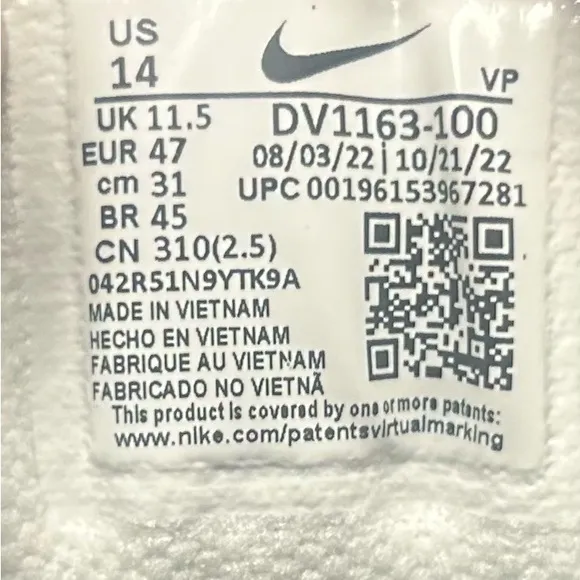 US
14
VP
UK 11.5
DV1163-100
EUR 47
08/03/22 | 10/21/22
cm 31
UPC 00196153967281
BR 45
CN 310(2.5)
042R51N9YTK9A
MADE IN VIETNAM
HECHO EN VIETNAM
FABRIQUE AU VIETNAM
FABRICADO NO VIETNÃ
This product is covered by one or more patents:
www.nike.com/patentsvirtualmarking